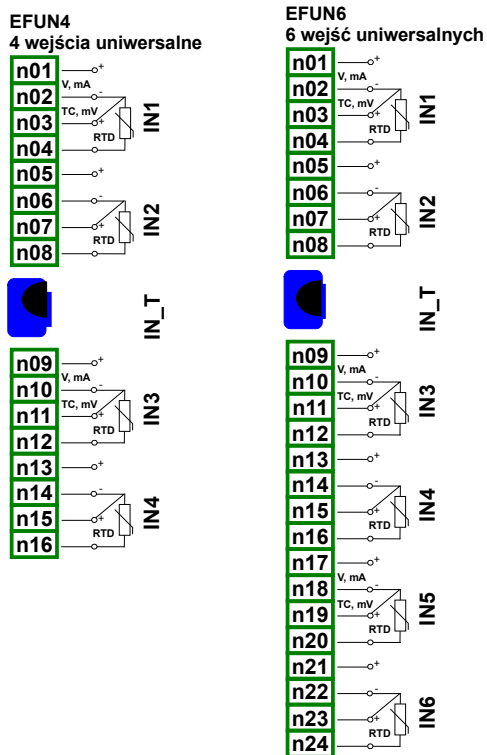 EFUN4
4 wejścia uniwersalne
n01
+
V, mA
n02
-
n03
TC, mV
+
RTD
n04
IN1
n05
+
n06
-
n07
+
RTD
n08
IN2
IN_T
n09
+
V, mA
n10
-
n11
TC, mV
+
RTD
n12
IN3
n13
+
n14
-
n15
+
RTD
n16
IN4
EFUN6
6 wejść uniwersalnych
n01
+
V, mA
n02
-
n03
TC, mV
+
RTD
n04
IN1
n05
+
n06
-
n07
+
RTD
n08
IN2
IN_T
n09
+
V, mA
n10
-
n11
TC, mV
+
RTD
n12
IN3
n13
+
n14
-
n15
+
RTD
n16
IN4
n17
+
V, mA
n18
-
n19
TC, mV
+
RTD
n20
IN5
n21
+
n22
-
n23
+
RTD
n24
IN6